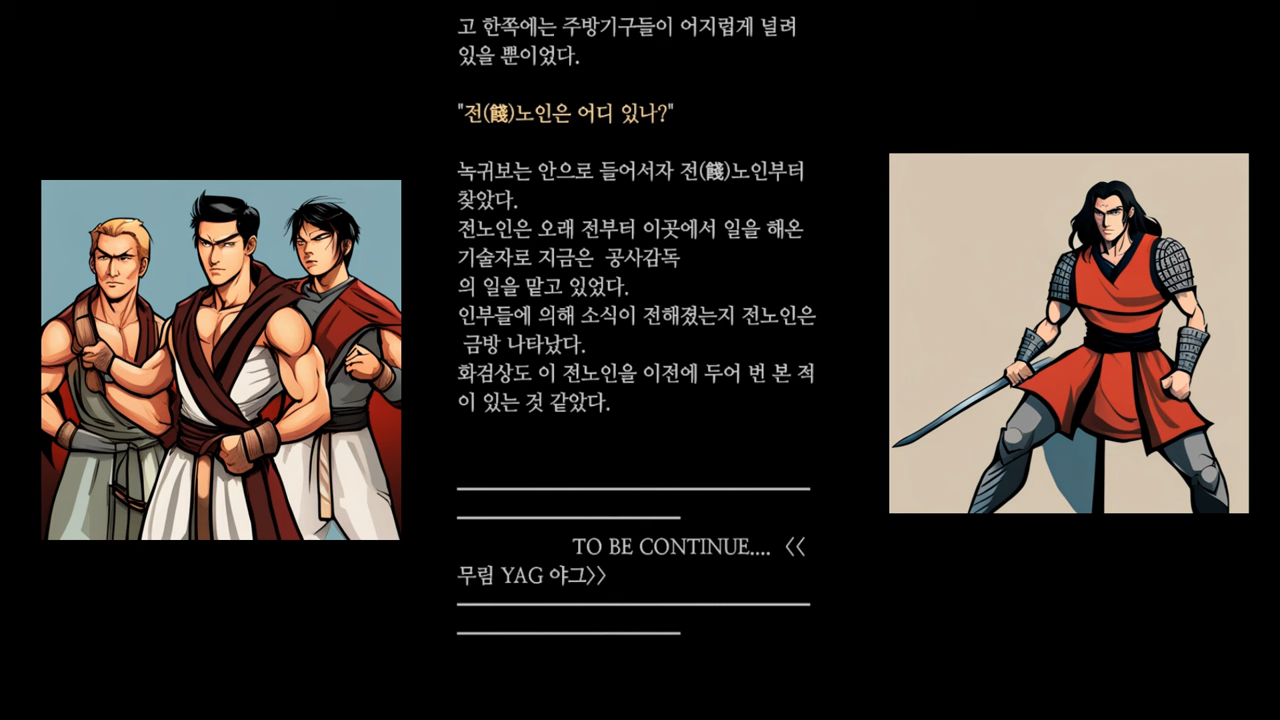 고 한쪽에는 주방기구들이 어지럽게 널려
있을 뿐이었다.
"전(餞)노인은 어디 있나?"
녹귀보는 안으로 들어서자 전(餞)노인부터
찾았다.
전노인은 오래 전부터 이곳에서 일을 해온
기술자로 지금은 공사감독
의 일을 맡고 있었다.
인부들에 의해 소식이 전해졌는지 전노인은
금방 나타났다.
화검상도 이 전노인을 이전에 두어 번 본 적
이 있는 것 같았다.
TO BE CONTINUE.... 〈〈
무림 YAG 야그〉〉